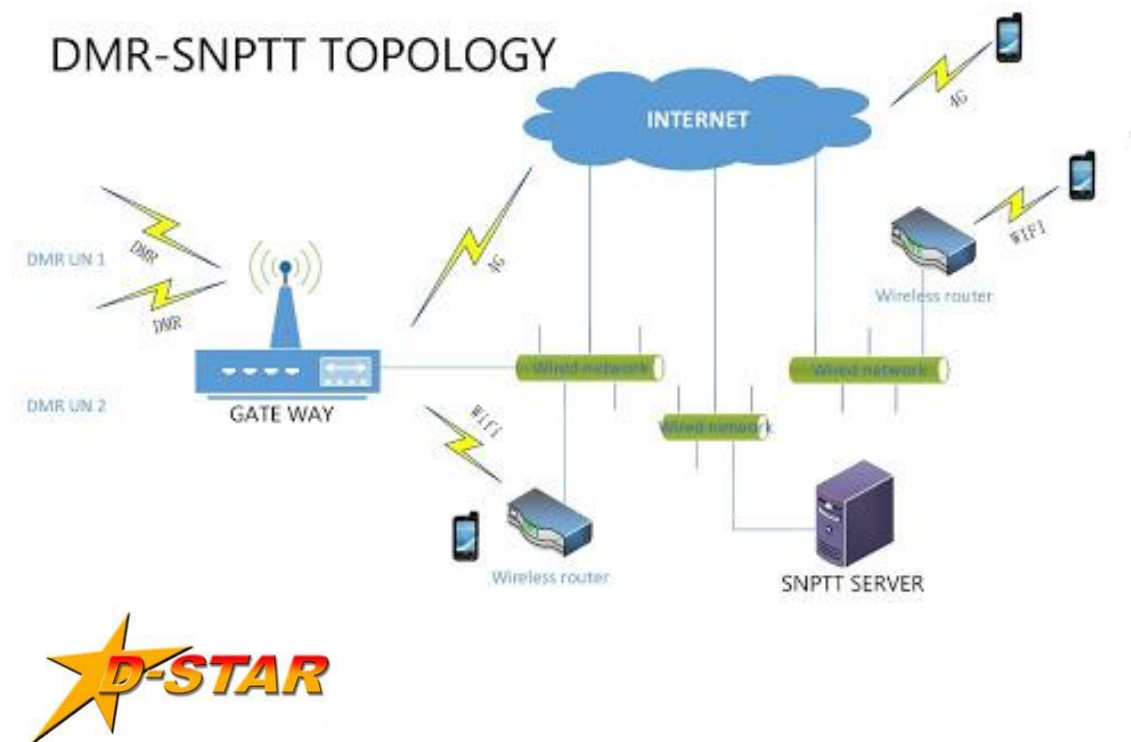 DMR-SNPTT TOPOLOGY
INTERNET
4G
WIFI
DMR UN 1
DMR
DMR
4G
Wireless router
Wired network
Wired network
DMR UN 2
GATE WAY
WiFi
Wired network
Wireless router
SNPTT SERVER
D-STAR